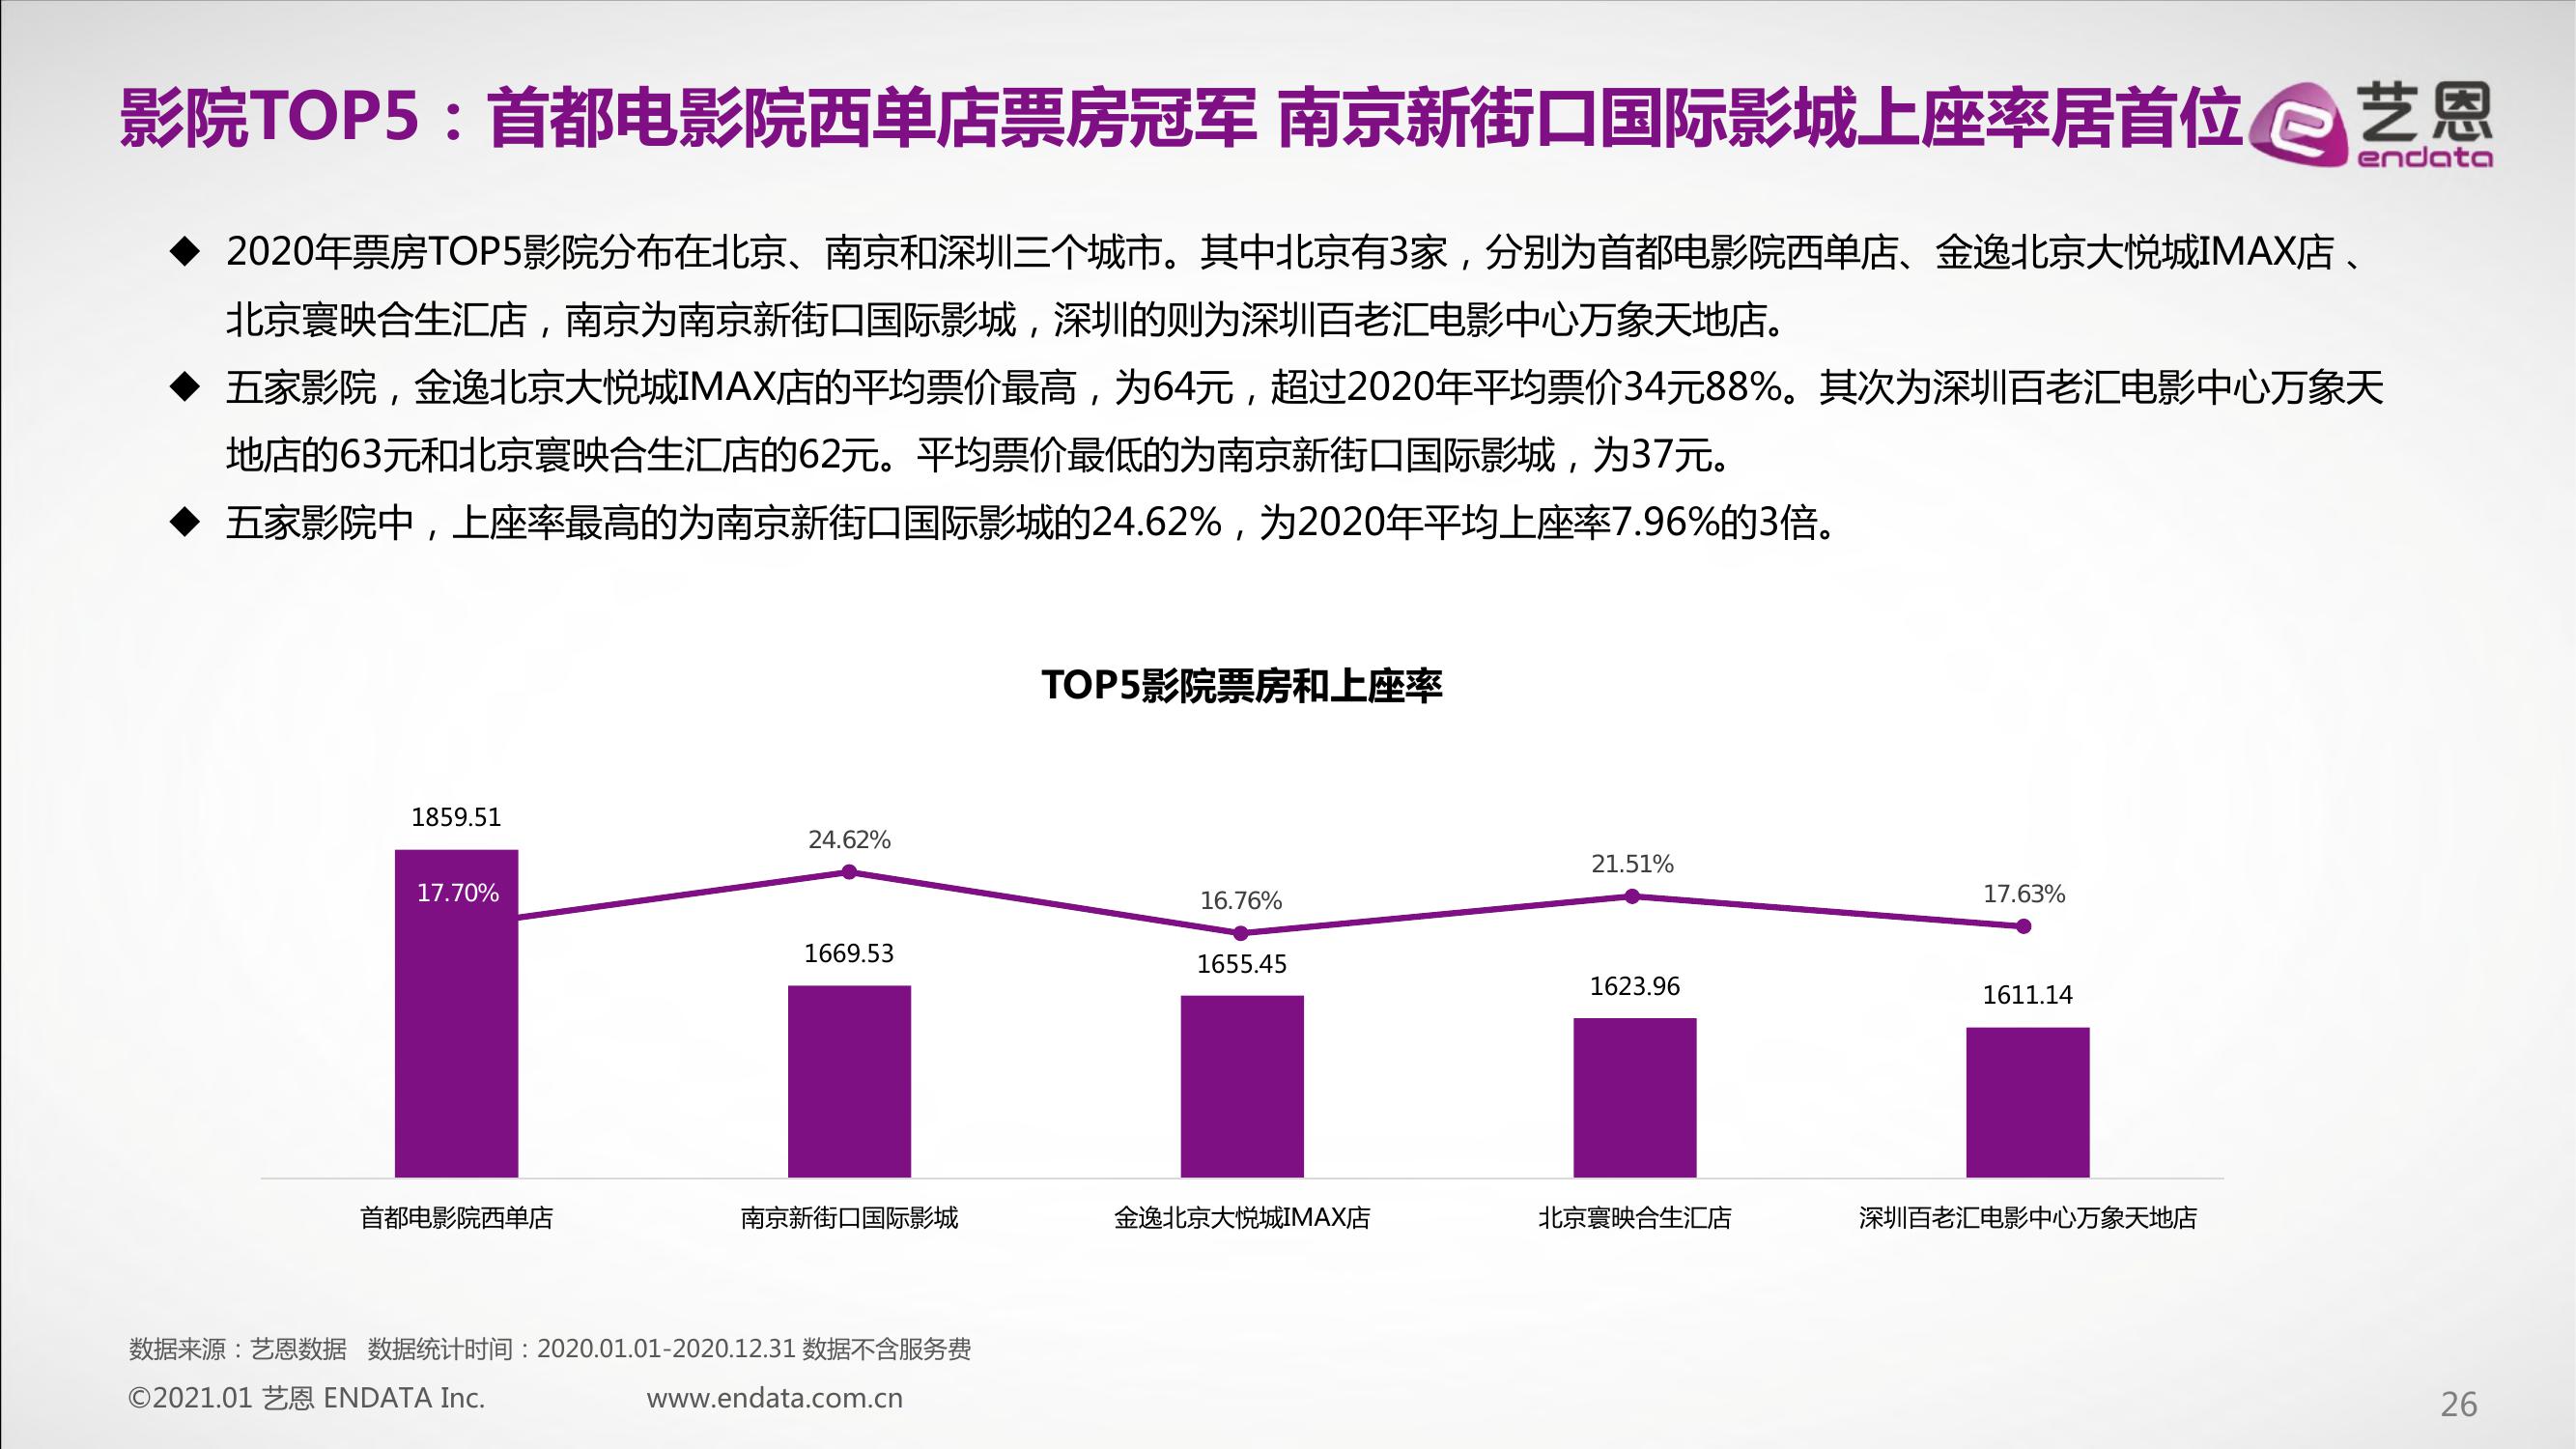 影院TOP5：首都电影院西单店票房冠军 南京新街口国际影城上座率居首位
艺恩
endata
◆ 2020年票房TOP5影院分布在北京、南京和深圳三个城市。其中北京有3家，分别为首都电影院西单店、金逸北京大悦城IMAX店 、
北京寰映合生汇店，南京为南京新街口国际影城，深圳的则为深圳百老汇电影中心万象天地店。
◆ 五家影院，金逸北京大悦城IMAX店的平均票价最高，为64元，超过2020年平均票价34元88%。其次为深圳百老汇电影中心万象天
地店的63元和北京寰映合生汇店的62元。平均票价最低的为南京新街口国际影城，为37元。
◆ 五家影院中，上座率最高的为南京新街口国际影城的24.62%，为2020年平均上座率7.96%的3倍。
TOP5影院票房和上座率
1859.51
24.62%
21.51%
17.70%
16.76%
17.63%
1669.53
1655.45
1623.96
1611.14
首都电影院西单店
南京新街口国际影城
金逸北京大悦城IMAX店
北京寰映合生汇店
深圳百老汇电影中心万象天地店
数据来源：艺恩数据 数据统计时间：2020.01.01-2020.12.31 数据不含服务费
©2021.01 艺恩 ENDATA Inc. www.endata.com.cn
26